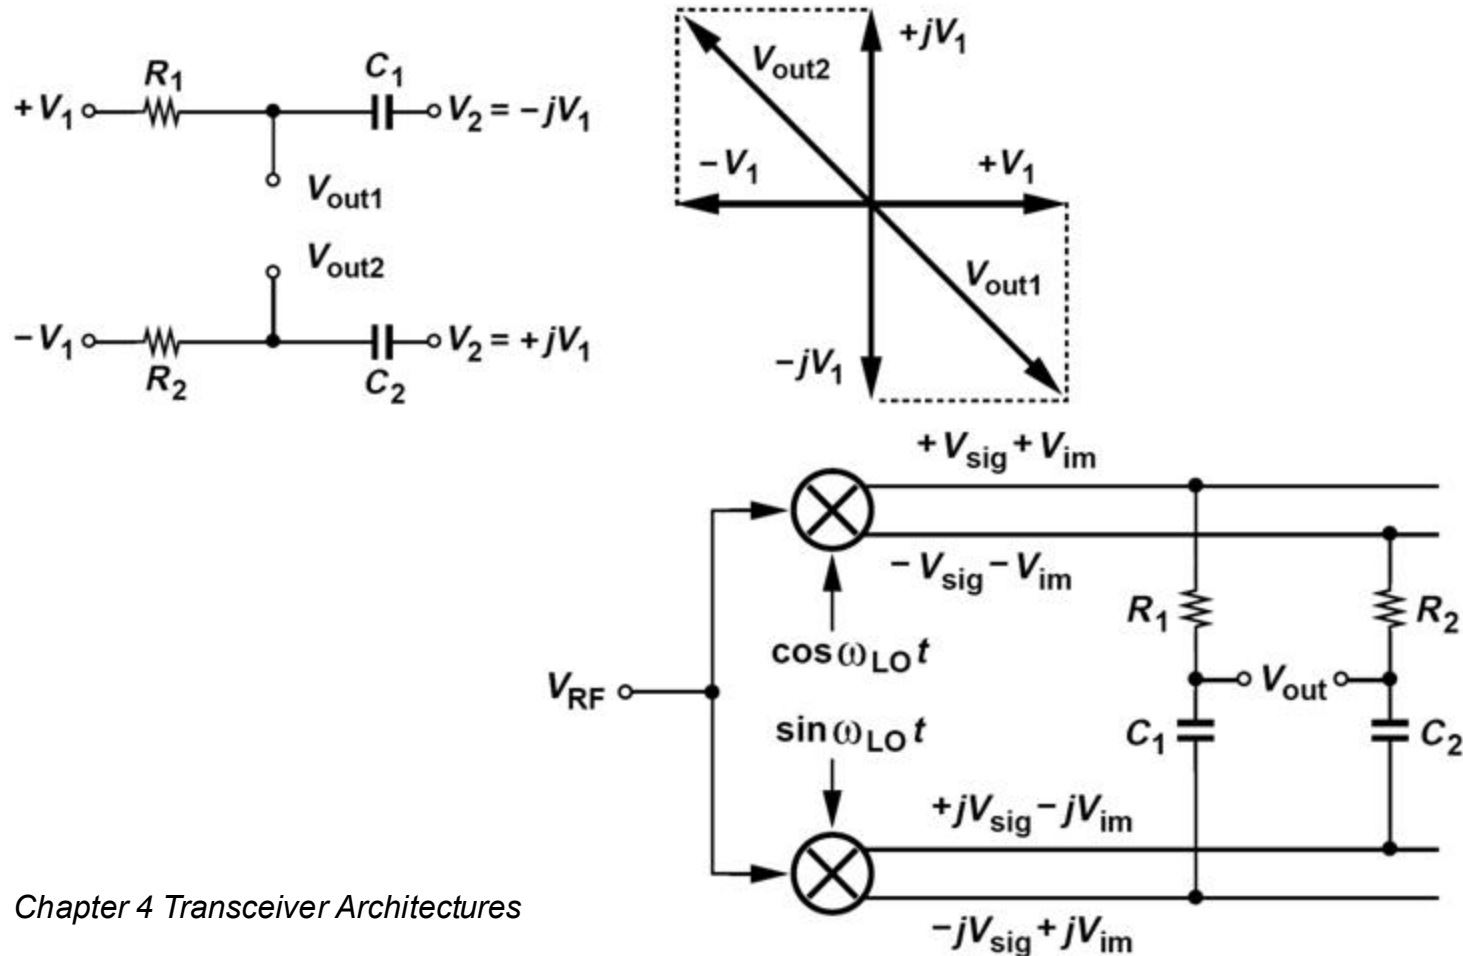 R1
C1
+V1
V2 = −jV1
Vout1
Vout2
−V1
V2 = +jV1
R2
C2
+jV1
Vout2
−V1
+V1
Vout1
−jV1
+Vsig + Vim
−Vsig − Vim
R1
R2
cos ωLO t
VRF
Vout
sin ωLO t
C1
C2
+jVsig − jVim
Chapter 4 Transceiver Architectures
−jVsig + jVim